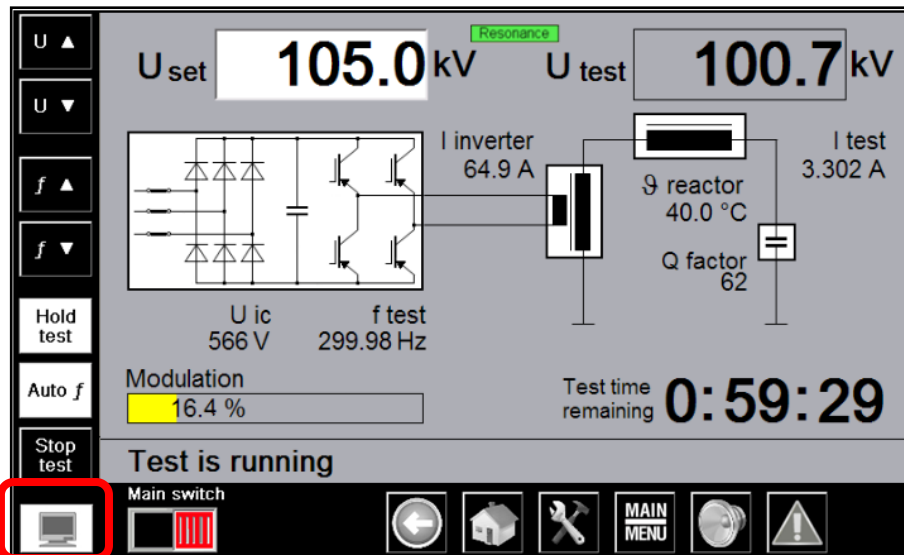 U ▲
U ▼
f ▲
f ▼
Hold
test
Auto f
Stop
test
U set 105.0 kV
Resonance
U test 100.7 kV
I inverter
64.9 A
I test
3.302 A
ϑ reactor
40.0 °C
Q factor
62
U ic
566 V
f test
299.98 Hz
Modulation
16.4 %
Test time
remaining 0:59:29
Test is running
Main switch
MAIN
MENU